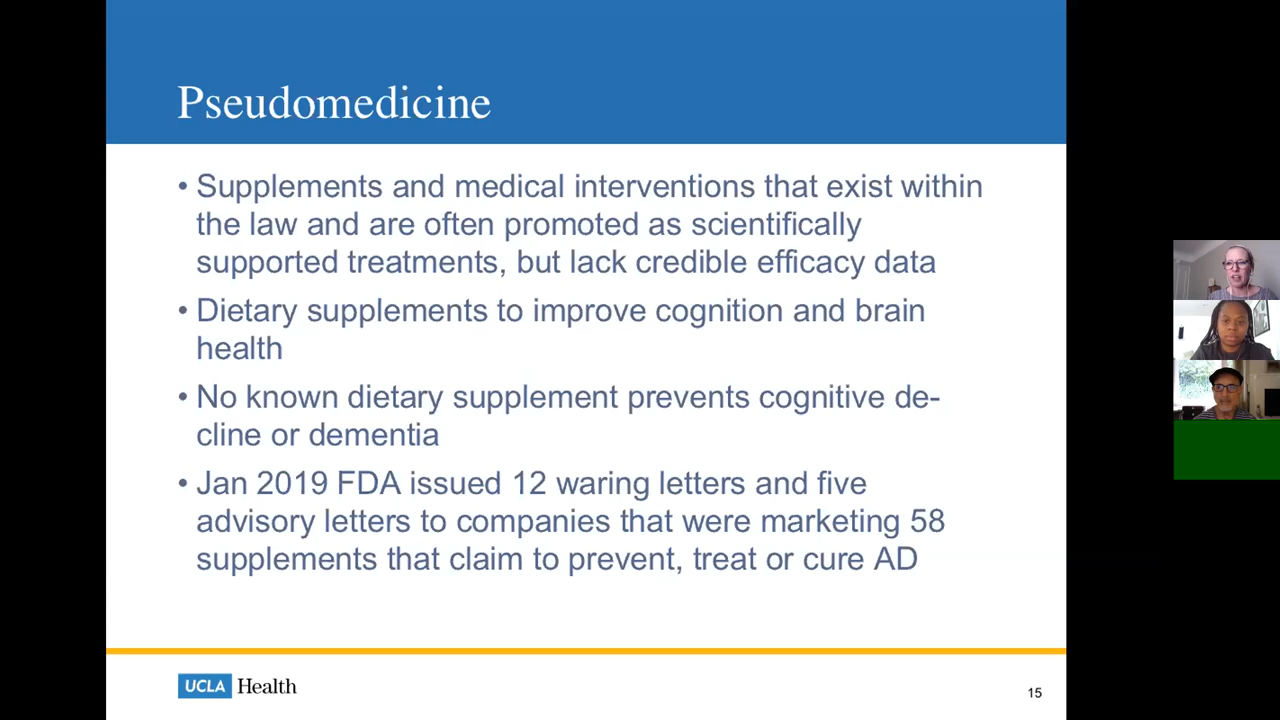 Pseudomedicine
• Supplements and medical interventions that exist within
the law and are often promoted as scientifically
supported treatments, but lack credible efficacy data
• Dietary supplements to improve cognition and brain
health
• No known dietary supplement prevents cognitive de-
cline or dementia
• Jan 2019 FDA issued 12 waring letters and five
advisory letters to companies that were marketing 58
supplements that claim to prevent, treat or cure AD
UCLA Health
15